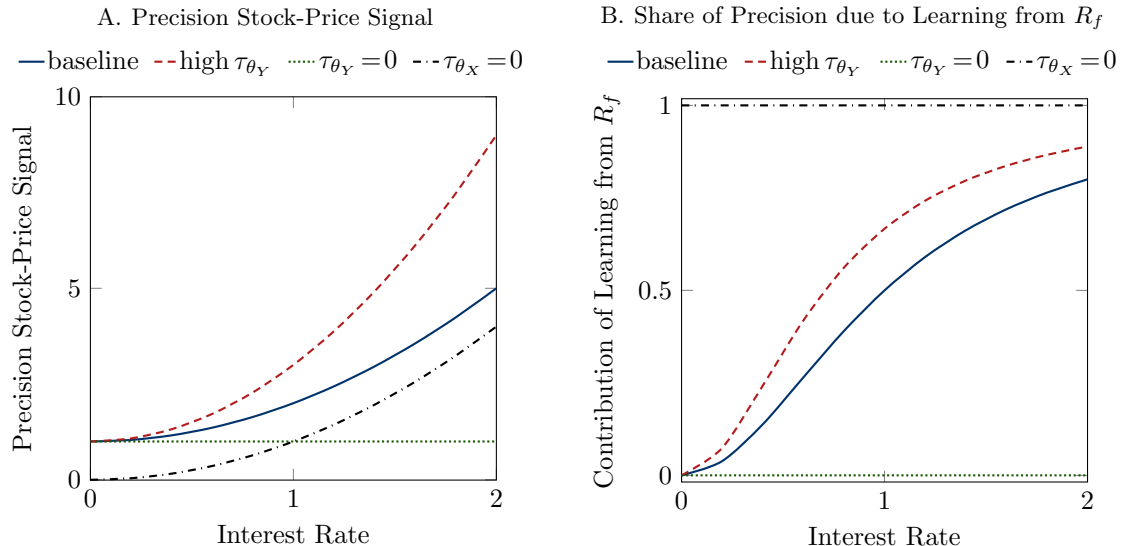 A. Precision Stock-Price Signal
baseline high τ_{θ_Y} τ_{θ_Y} = 0 τ_{θ_X} = 0
Precision Stock-Price Signal
10
5
0
0 1 2
Interest Rate
B. Share of Precision due to Learning from R_f
baseline high τ_{θ_Y} τ_{θ_Y} = 0 τ_{θ_X} = 0
Contribution of Learning from R_f
1
0.5
0
0 1 2
Interest Rate